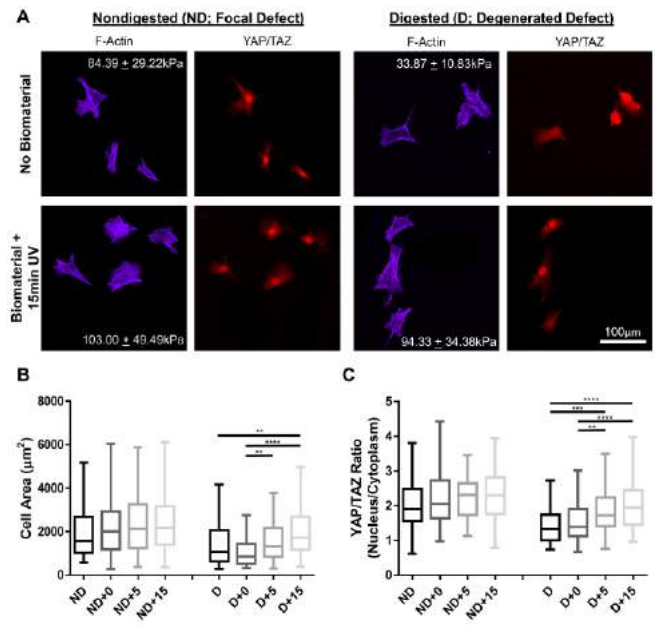 A
Nondigested (ND; Focal Defect)
Digested (D; Degenerated Defect)
F-Actin
YAP/TAZ
F-Actin
YAP/TAZ
No Biomaterial
84.39 ± 29.22kPa
33.87 ± 10.83kPa
Biomaterial +
15min UV
103.00 ± 49.49kPa
94.33 ± 34.38kPa
100μm
B
Cell Area (μm²)
8000
6000
4000
2000
0
**
****
**
ND
ND+0
ND+5
ND+15
D
D+0
D+5
D+15
C
YAP/TAZ Ratio
(Nucleus/Cytoplasm)
5
4
3
2
1
0
****
***
****
**
ND
ND+0
ND+5
ND+15
D
D+0
D+5
D+15